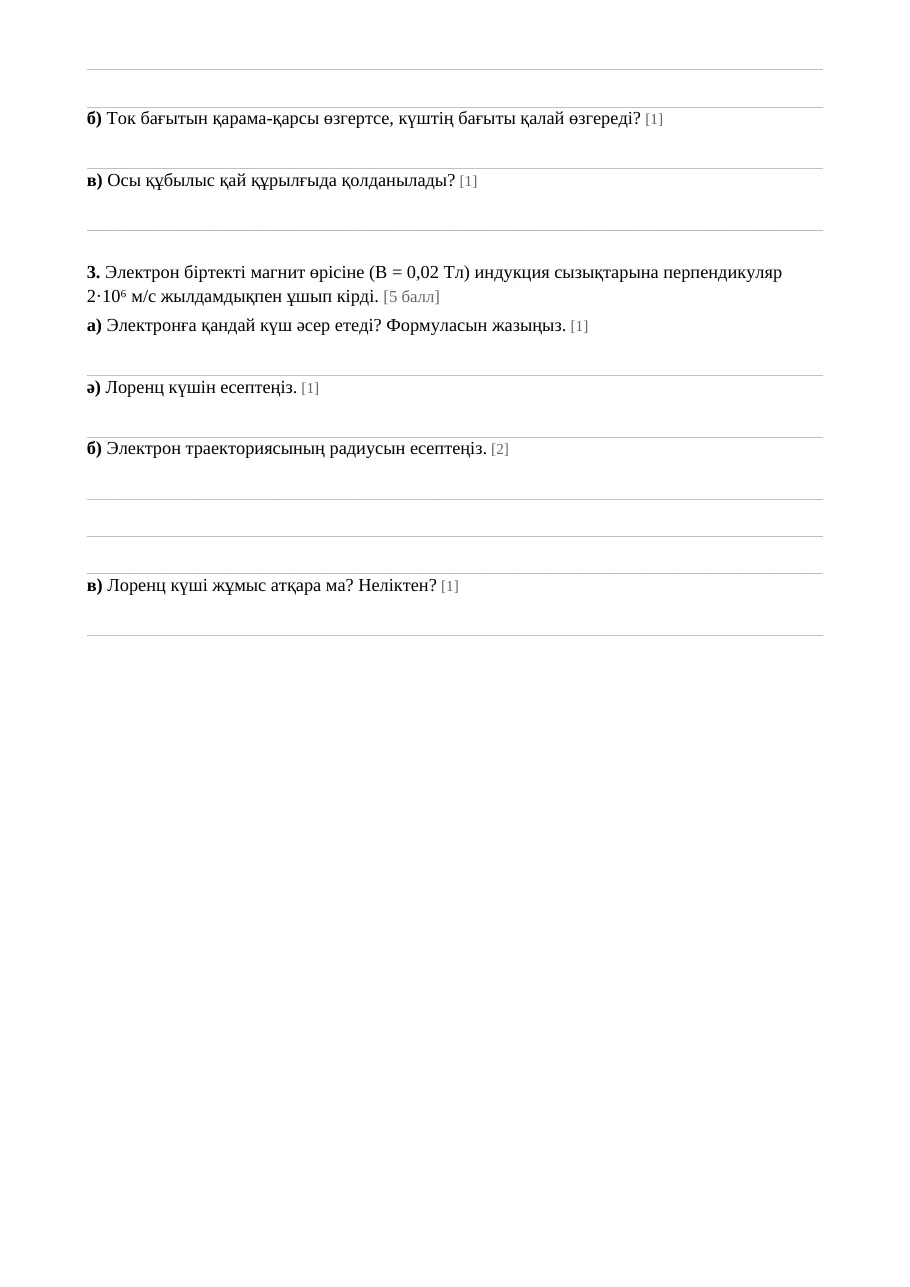 б) Ток бағытын қарама-қарсы өзгертсе, күштің бағыты қалай өзгереді? [1]
в) Осы құбылыс қай құрылғыда қолданылады? [1]
3. Электрон біртекті магнит өрісіне (B = 0,02 Тл) индукция сызықтарына перпендикуляр
2·10⁶ м/с жылдамдықпен ұшып кірді. [5 балл]
а) Электронға қандай күш әсер етеді? Формуласын жазыңыз. [1]
ә) Лоренц күшін есептеңіз. [1]
б) Электрон траекториясының радиусын есептеңіз. [2]
в) Лоренц күші жұмыс атқара ма? Неліктен? [1]